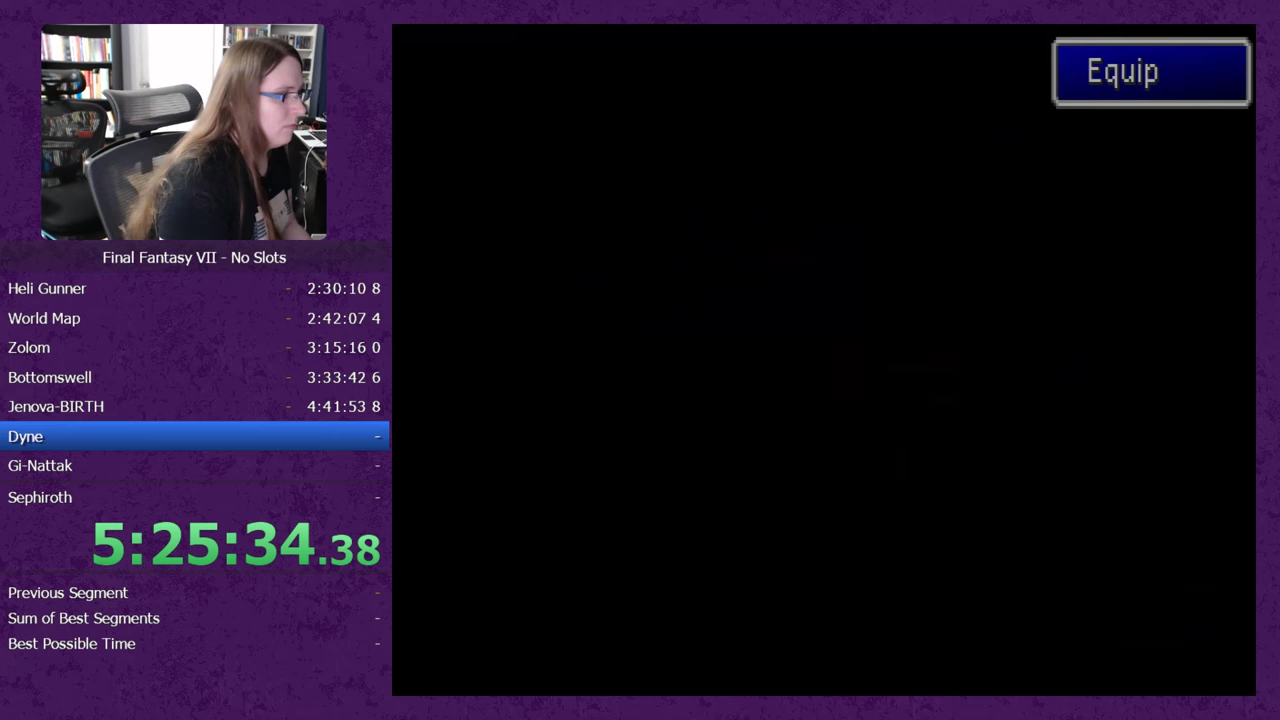 Equip
Final Fantasy VII - No Slots
Heli Gunner - 2:30:10 8
World Map - 2:42:07 4
Zolom - 3:15:16 0
Bottomswell - 3:33:42 6
Jenova-BIRTH - 4:41:53 8
Dyne -
Gi-Nattak -
Sephiroth -
5:25:34.38
Previous Segment -
Sum of Best Segments -
Best Possible Time -